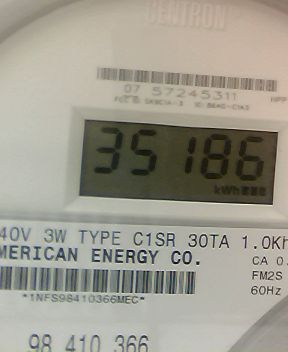 CENTRON
07 57245311
35186
kWh
40V 3W TYPE C1SR 30TA 1.0Kh
MERICAN ENERGY CO.
CA 0.
FM2S
60Hz
*1NFS98410366MEC*
98 410 366